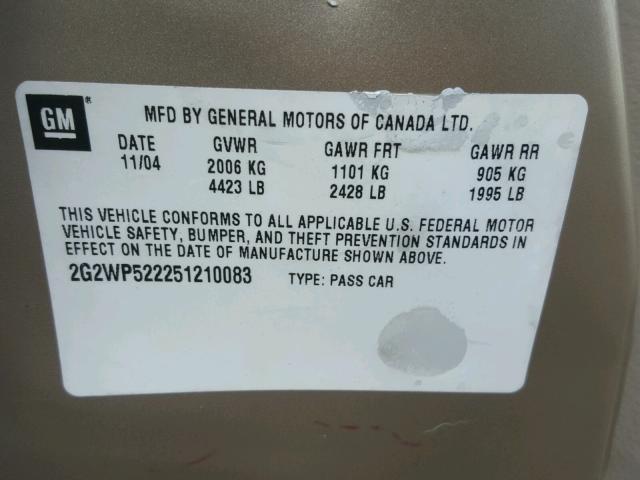 GM ®
MFD BY GENERAL MOTORS OF CANADA LTD.
DATE GVWR GAWR FRT GAWR RR
11/04 2006 KG 1101 KG 905 KG
4423 LB 2428 LB 1995 LB
THIS VEHICLE CONFORMS TO ALL APPLICABLE U.S. FEDERAL MOTOR
VEHICLE SAFETY, BUMPER, AND THEFT PREVENTION STANDARDS IN
EFFECT ON THE DATE OF MANUFACTURE SHOWN ABOVE.
2G2WP522251210083 TYPE: PASS CAR